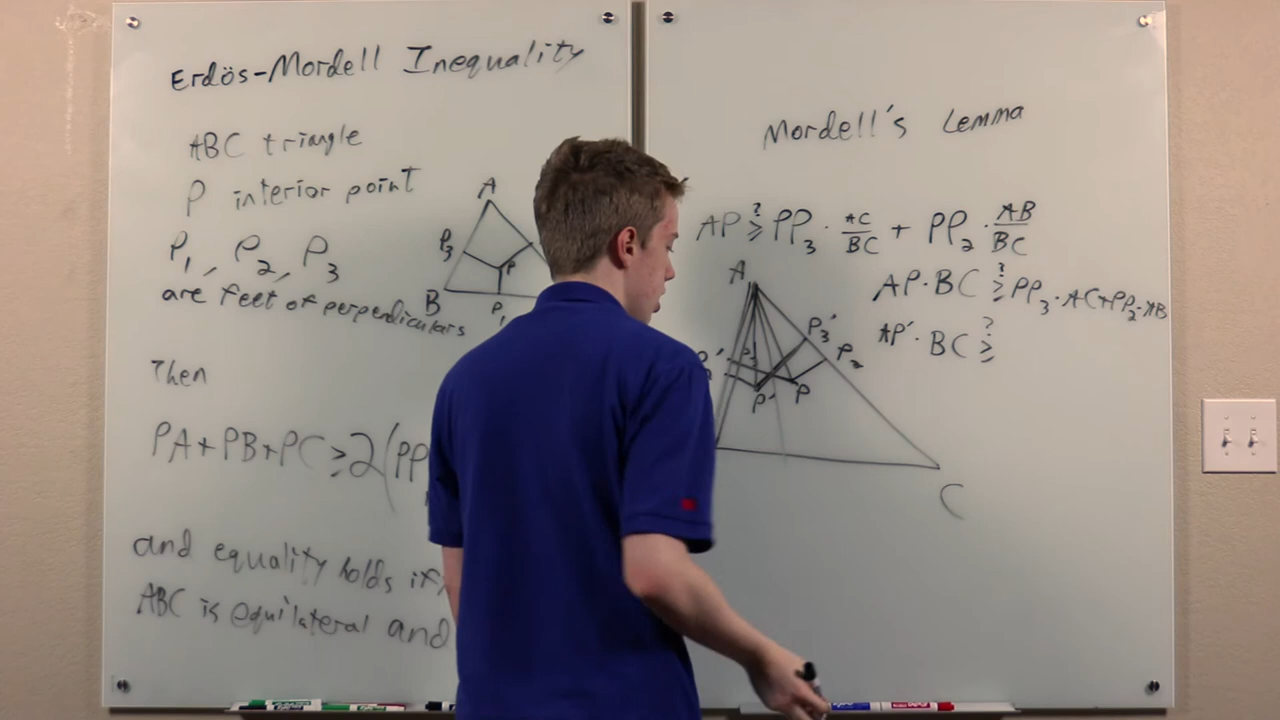 Erdös-Mordell Inequality
ABC triangle
P interior point
P₁, P₂, P₃
are feet of perpendiculars
A
P₃
P
B
P₁
Then
PA+PB+PC ≥ 2(PP
and equality holds if
ABC is equilateral and
Mordell's Lemma
AP ≥? PP₃ · AC/BC + PP₂ · AB/BC
AP·BC ≥? PP₃·AC+PP₂·AB
AP′·BC ≥?
A
P₃′
P₂
P₃
P′
P
C